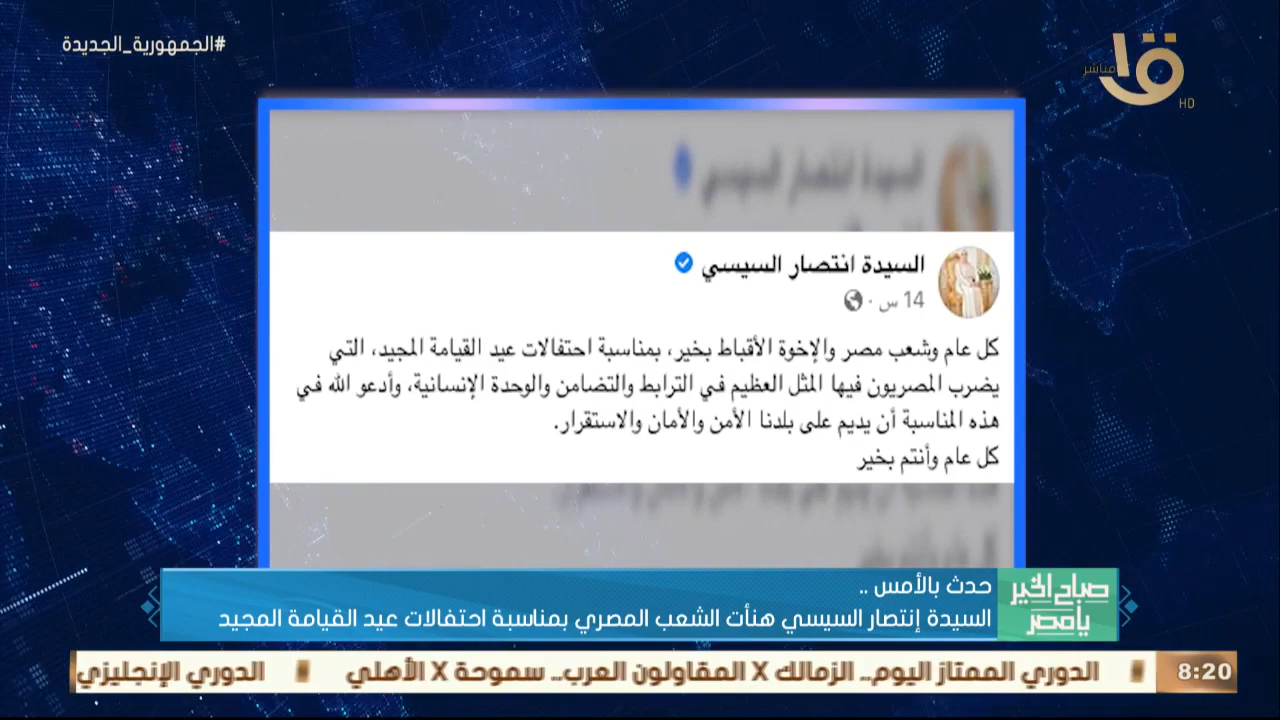 #الجمهورية_الجديدة
مباشر
HD
السيدة انتصار السيسي
14 س ·
كل عام وشعب مصر والإخوة الأقباط بخير، بمناسبة احتفالات عيد القيامة المجيد، التي
يضرب المصريون فيها المثل العظيم في الترابط والتضامن والوحدة الإنسانية، وأدعو الله في
هذه المناسبة أن يديم على بلدنا الأمن والأمان والاستقرار.
كل عام وأنتم بخير
صباح الخير
يا مصر
حدث بالأمس ..
السيدة إنتصار السيسي هنأت الشعب المصري بمناسبة احتفالات عيد القيامة المجيد
8:20
الدوري الممتاز اليوم.. الزمالك X المقاولون العرب.. سموحة X الأهلي
الدوري الإنجليزي